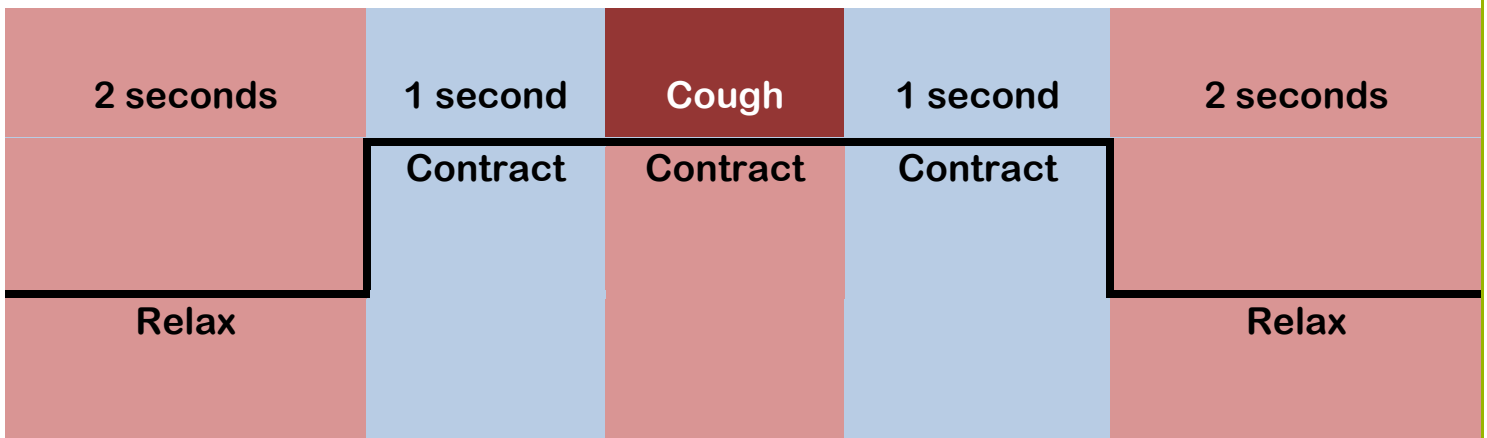 2 seconds 1 second Cough 1 second 2 seconds
Contract Contract Contract
Relax Relax